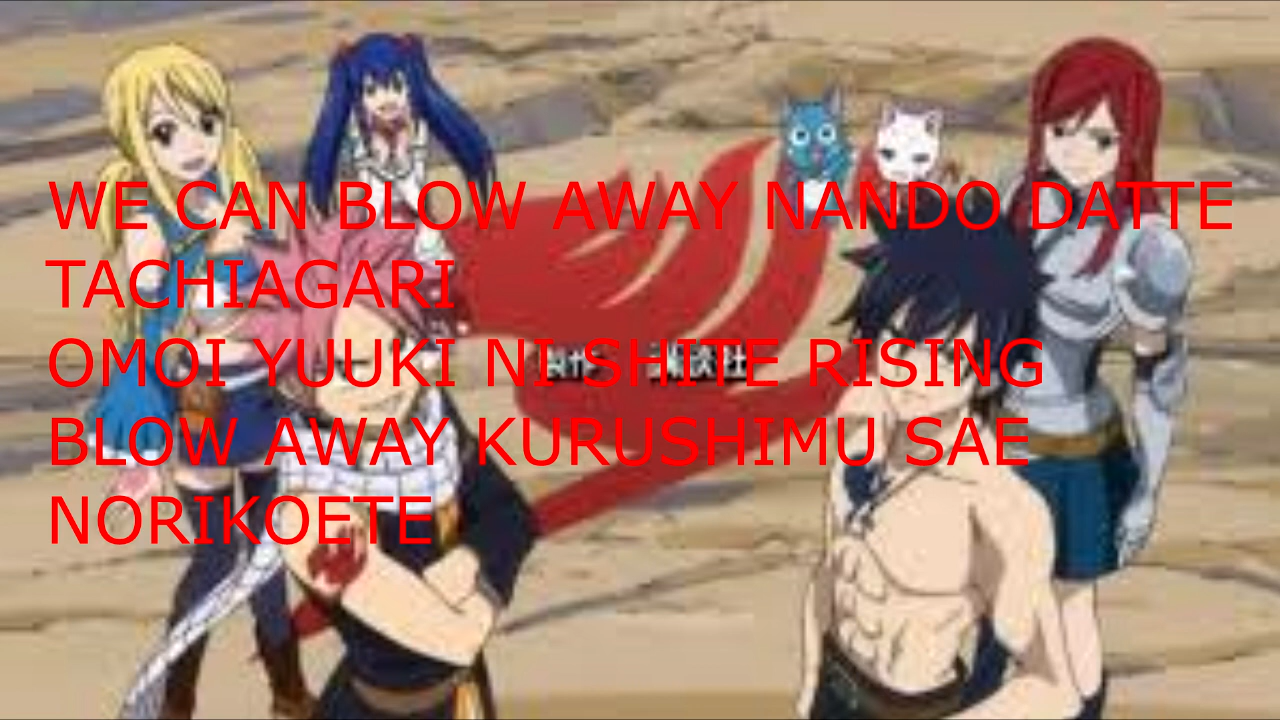 WE CAN BLOW AWAY NANDO DATTE
TACHIAGARI
OMOI YUUKI NI SHITE RISING
BLOW AWAY KURUSHIMU SAE
NORIKOETE